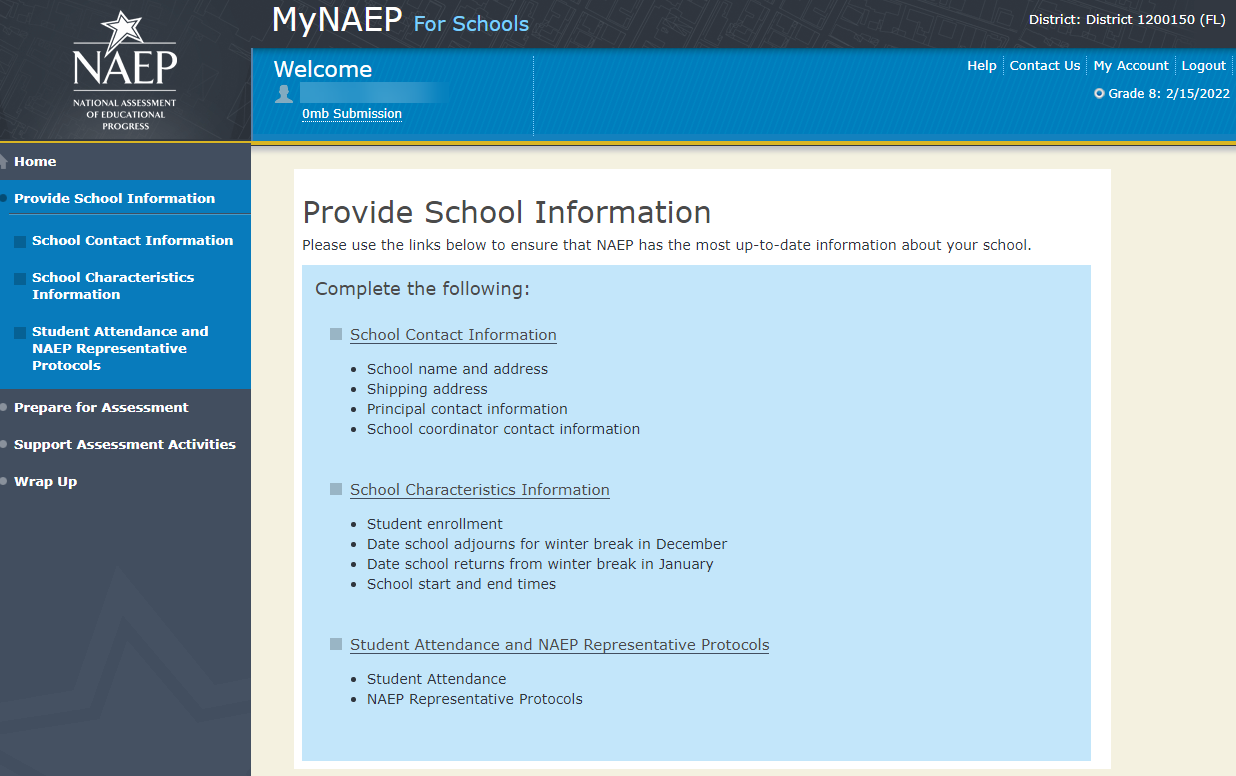 MyNAEP For Schools
District: District 1200150 (FL)
NAEP
NATIONAL ASSESSMENT
OF EDUCATIONAL
PROGRESS
Welcome
0mb Submission
Help
Contact Us
My Account
Logout
Grade 8: 2/15/2022
Home
Provide School Information
School Contact Information
School Characteristics
Information
Student Attendance and
NAEP Representative
Protocols
Prepare for Assessment
Support Assessment Activities
Wrap Up
Provide School Information
Please use the links below to ensure that NAEP has the most up-to-date information about your school.
Complete the following:
School Contact Information
School name and address
Shipping address
Principal contact information
School coordinator contact information
School Characteristics Information
Student enrollment
Date school adjourns for winter break in December
Date school returns from winter break in January
School start and end times
Student Attendance and NAEP Representative Protocols
Student Attendance
NAEP Representative Protocols